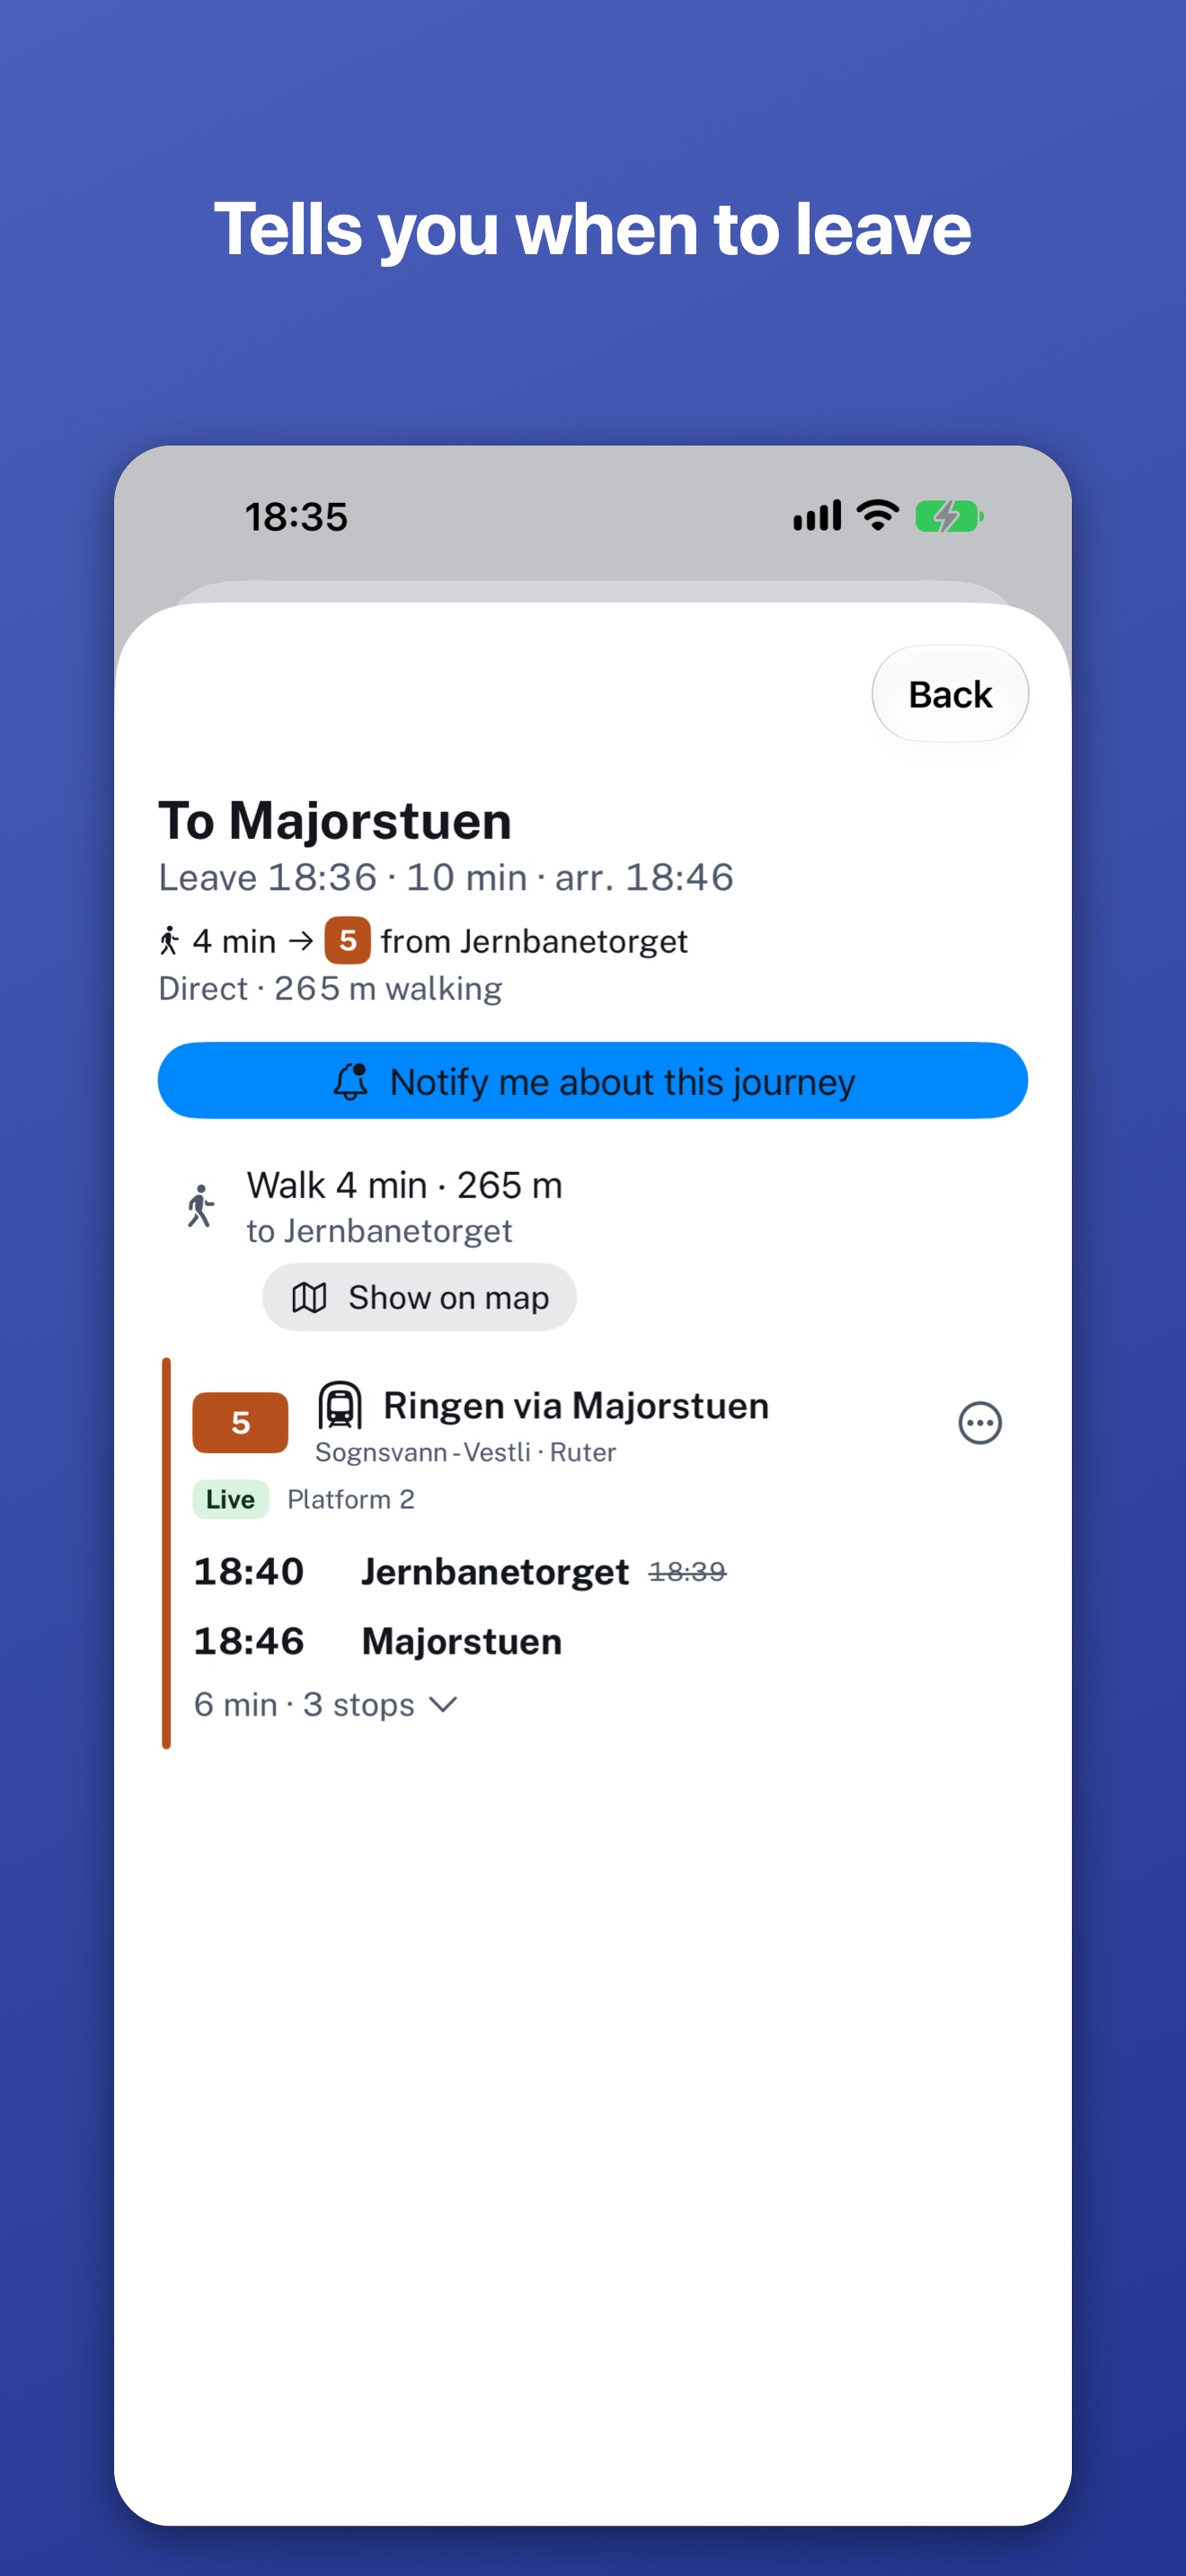 Tells you when to leave
18:35
Back
To Majorstuen
Leave 18:36 · 10 min · arr. 18:46
4 min → 5 from Jernbanetorget
Direct · 265 m walking
Notify me about this journey
Walk 4 min · 265 m
to Jernbanetorget
Show on map
5 Ringen via Majorstuen
Sognsvann - Vestli · Ruter
Live Platform 2
18:40 Jernbanetorget 18:39
18:46 Majorstuen
6 min · 3 stops